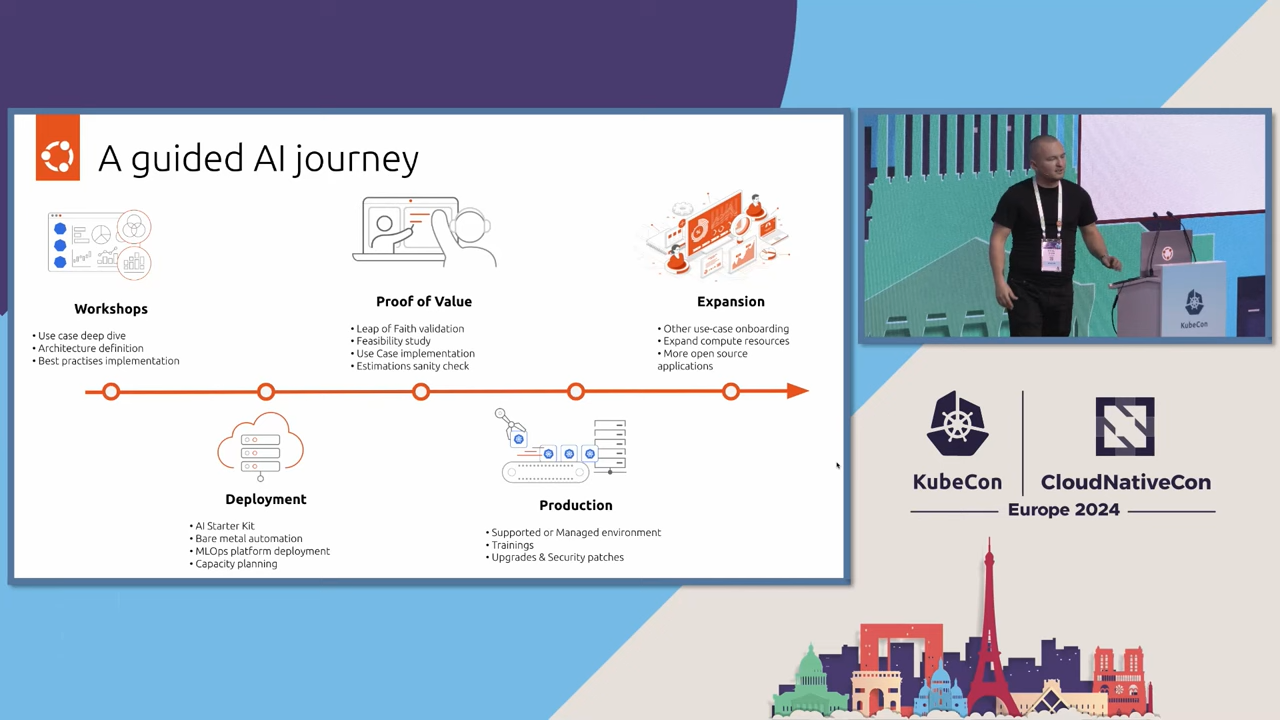 A guided AI journey
Workshops
• Use case deep dive
• Architecture definition
• Best practises implementation
Proof of Value
• Leap of Faith validation
• Feasibility study
• Use Case implementation
• Estimations sanity check
Expansion
• Other use-case onboarding
• Expand compute resources
• More open source
applications
Deployment
• AI Starter Kit
• Bare metal automation
• MLOps platform deployment
• Capacity planning
Production
• Supported or Managed environment
• Trainings
• Upgrades & Security patches
KubeCon
KubeCon
CloudNativeCon
Europe 2024